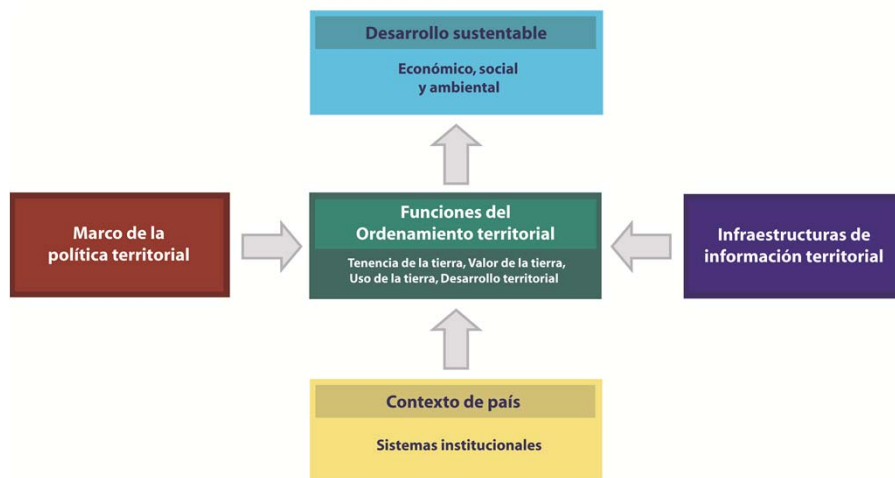 Desarrollo sustentable
Económico, social
y ambiental
Marco de la
política territorial
Funciones del
Ordenamiento territorial
Tenencia de la tierra, Valor de la tierra,
Uso de la tierra, Desarrollo territorial
Infraestructuras de
información territorial
Contexto de país
Sistemas institucionales